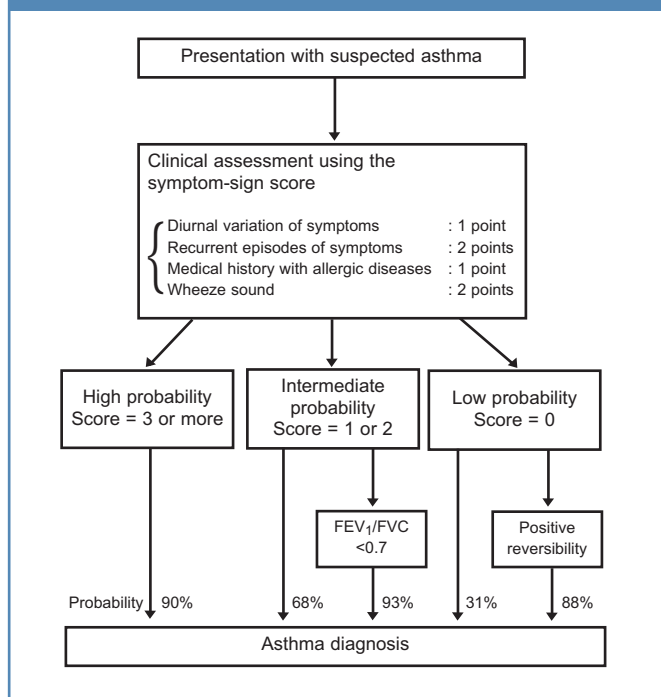 Presentation with suspected asthma
Clinical assessment using the
symptom-sign score
Diurnal variation of symptoms : 1 point
Recurrent episodes of symptoms : 2 points
Medical history with allergic diseases : 1 point
Wheeze sound : 2 points
High probability
Score = 3 or more
Intermediate
probability
Score = 1 or 2
Low probability
Score = 0
FEV1/FVC
<0.7
Positive
reversibility
Probability 90% 68% 93% 31% 88%
Asthma diagnosis